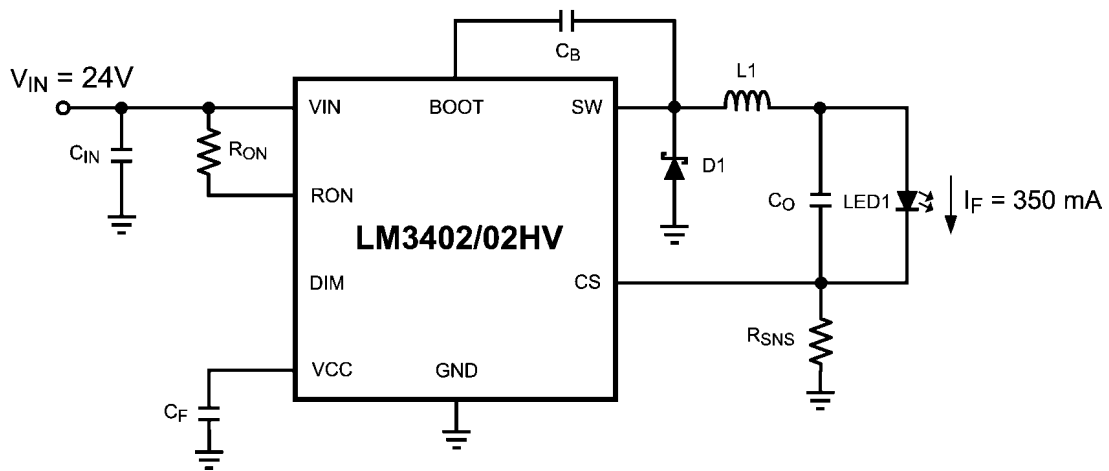 C_B
V_IN = 24V
L1
VIN
BOOT
SW
C_IN
R_ON
D1
RON
C_O
LED1
I_F = 350 mA
LM3402/02HV
DIM
CS
R_SNS
VCC
GND
C_F